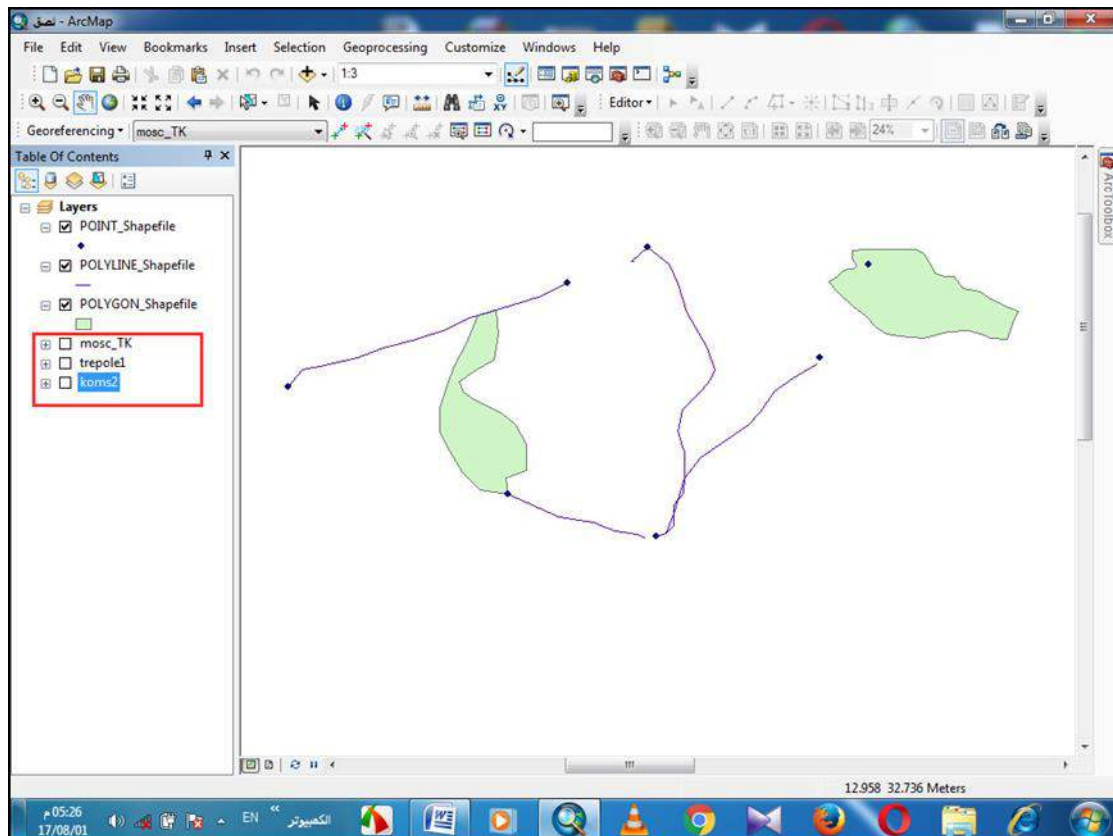 نصق - ArcMap
File Edit View Bookmarks Insert Selection Geoprocessing Customize Windows Help
1:3
Editor
Georeferencing mosc_TK 24%
Table Of Contents
ArcToolbox
Layers
POINT_Shapefile
POLYLINE_Shapefile
POLYGON_Shapefile
mosc_TK
trepole1
koms2
12.958 32.736 Meters
05:26 م
17/08/01
EN
الكمبيوتر